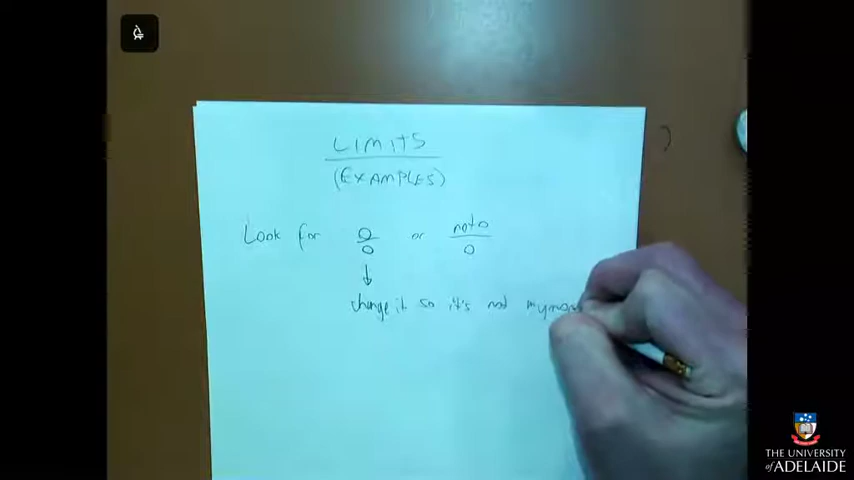 LIMITS
(EXAMPLES)
Look for 0/0 or not 0/0
↓
change it so it's not
THE UNIVERSITY
of ADELAIDE